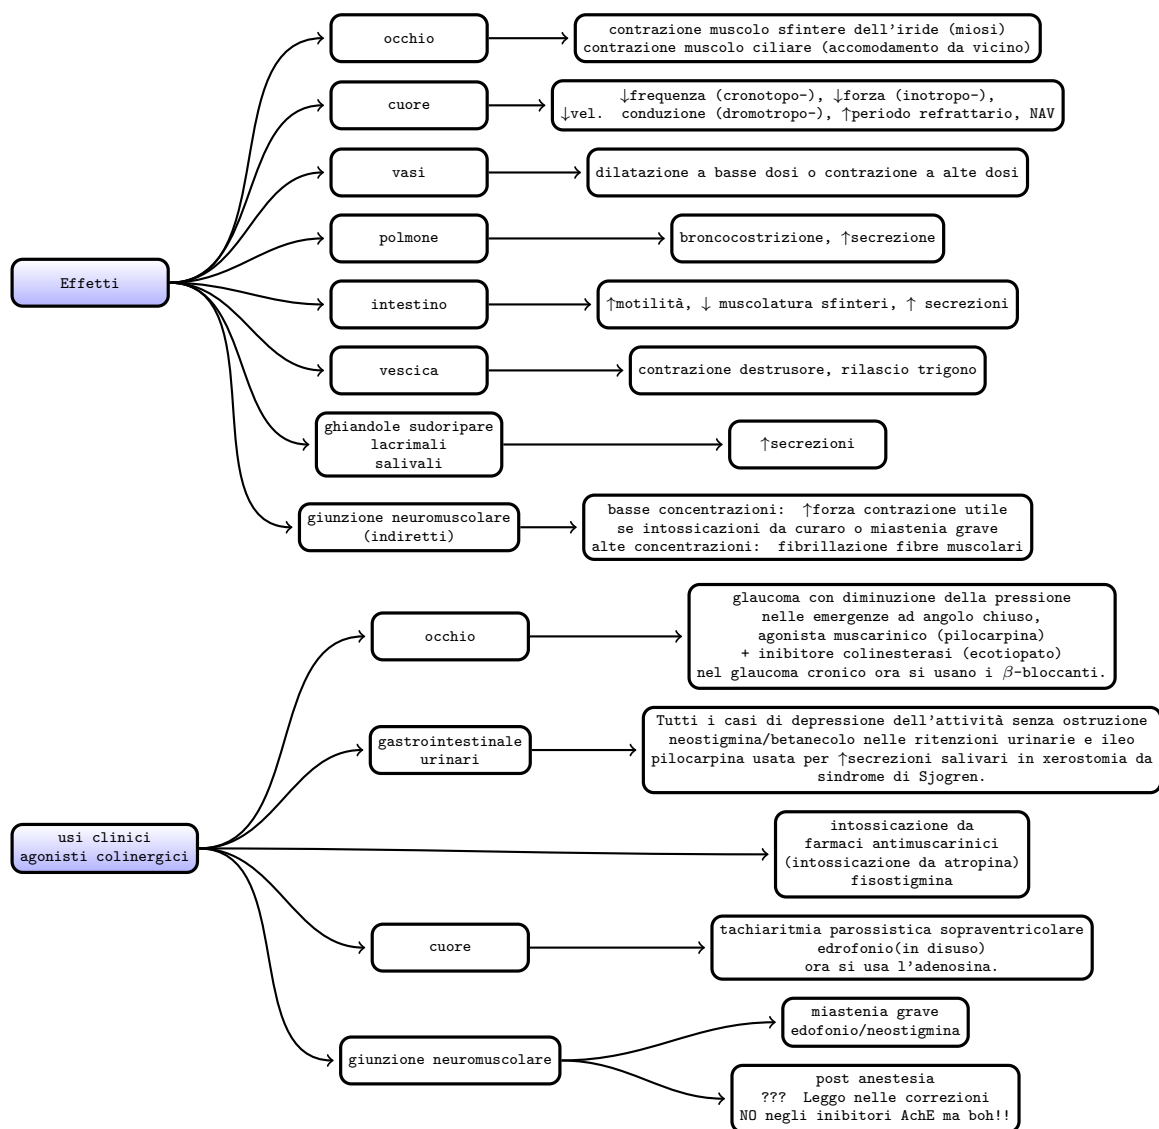 occhio
contrazione muscolo sfintere dell'iride (miosi)
contrazione muscolo ciliare (accomodamento da vicino)
cuore
↓frequenza (cronotopo-), ↓forza (inotropo-),
↓vel. conduzione (dromotropo-), ↑periodo refrattario, NAV
vasi
dilatazione a basse dosi o contrazione a alte dosi
polmone
broncocostrizione, ↑secrezione
Effetti
intestino
↑motilità, ↓ muscolatura sfinteri, ↑ secrezioni
vescica
contrazione destrusore, rilascio trigono
ghiandole sudoripare
lacrimali
salivali
↑secrezioni
giunzione neuromuscolare
(indiretti)
basse concentrazioni: ↑forza contrazione utile
se intossicazioni da curaro o miastenia grave
alte concentrazioni: fibrillazione fibre muscolari
occhio
glaucoma con diminuzione della pressione
nelle emergenze ad angolo chiuso,
agonista muscarinico (pilocarpina)
+ inibitore colinesterasi (ecotiopato)
nel glaucoma cronico ora si usano i β-bloccanti.
gastrointestinale
urinari
Tutti i casi di depressione dell'attività senza ostruzione
neostigmina/betanecolo nelle ritenzioni urinarie e ileo
pilocarpina usata per ↑secrezioni salivari in xerostomia da
sindrome di Sjogren.
usi clinici
agonisti colinergici
intossicazione da
farmaci antimuscarinici
(intossicazione da atropina)
fisostigmina
cuore
tachiaritmia parossistica sopraventricolare
edrofonio(in disuso)
ora si usa l'adenosina.
giunzione neuromuscolare
miastenia grave
edofonio/neostigmina
post anestesia
??? Leggo nelle correzioni
NO negli inibitori AchE ma boh!!